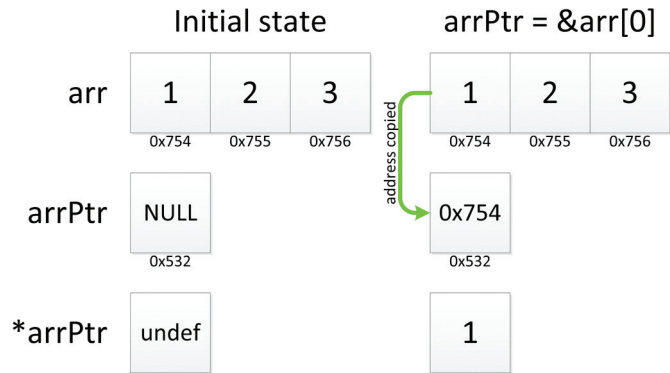 Initial state arrPtr = &arr[0]
arr 1 2 3 1 2 3
0x754 0x755 0x756 0x754 0x755 0x756
address copied
arrPtr NULL 0x754
0x532 0x532
*arrPtr undef 1